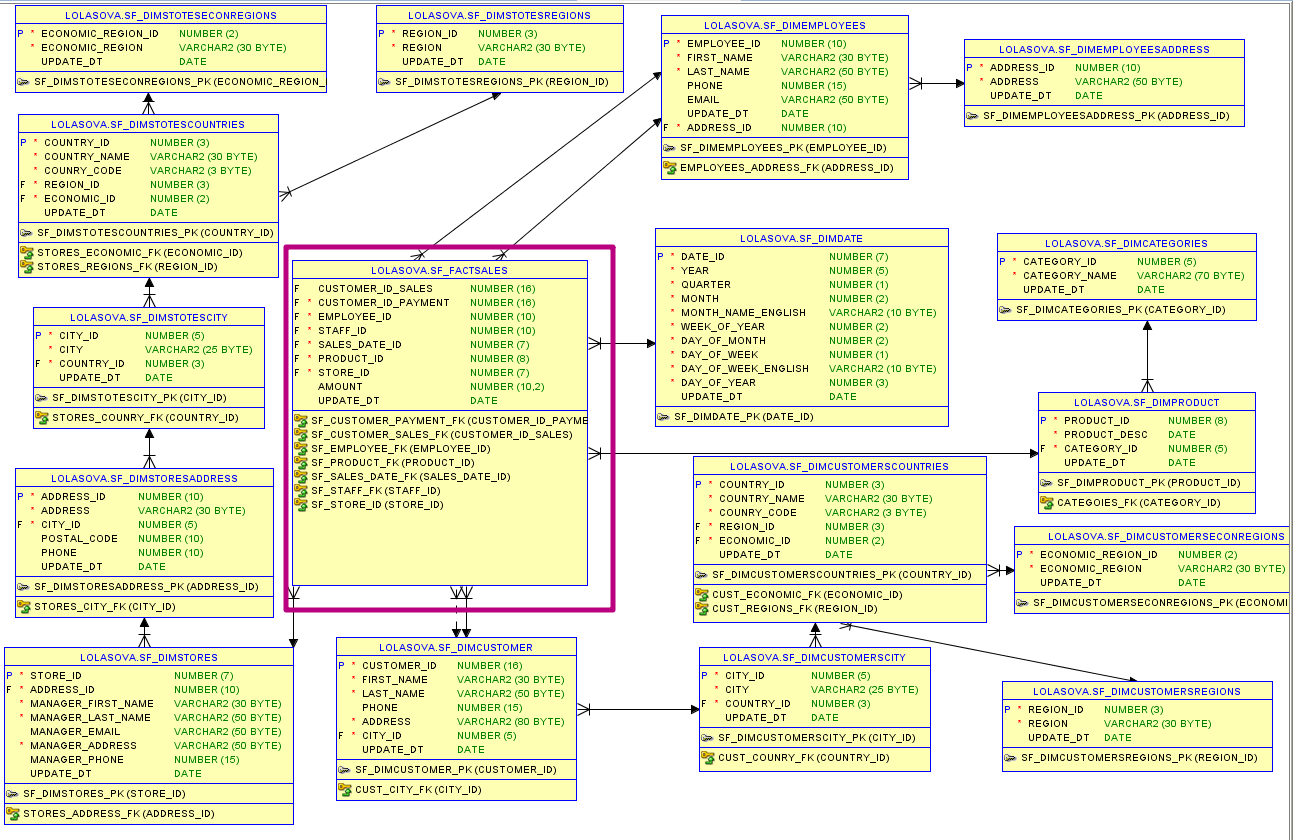 LOLASOVA.SF_DIMSTOTESECONREGIONS
P * ECONOMIC_REGION_ID NUMBER (2)
* ECONOMIC_REGION VARCHAR2 (30 BYTE)
UPDATE_DT DATE
SF_DIMSTOTESECONREGIONS_PK (ECONOMIC_REGION_
LOLASOVA.SF_DIMSTOTESREGIONS
P * REGION_ID NUMBER (3)
* REGION VARCHAR2 (30 BYTE)
UPDATE_DT DATE
SF_DIMSTOTESREGIONS_PK (REGION_ID)
LOLASOVA.SF_DIMEMPLOYEES
P * EMPLOYEE_ID NUMBER (10)
* FIRST_NAME VARCHAR2 (30 BYTE)
* LAST_NAME VARCHAR2 (50 BYTE)
PHONE NUMBER (15)
EMAIL VARCHAR2 (50 BYTE)
UPDATE_DT DATE
F * ADDRESS_ID NUMBER (10)
SF_DIMEMPLOYEES_PK (EMPLOYEE_ID)
EMPLOYEES_ADDRESS_FK (ADDRESS_ID)
LOLASOVA.SF_DIMEMPLOYEESADDRESS
P * ADDRESS_ID NUMBER (10)
* ADDRESS VARCHAR2 (50 BYTE)
UPDATE_DT DATE
SF_DIMEMPLOYEESADDRESS_PK (ADDRESS_ID)
LOLASOVA.SF_DIMSTOTESCOUNTRIES
P * COUNTRY_ID NUMBER (3)
* COUNTRY_NAME VARCHAR2 (30 BYTE)
* COUNRY_CODE VARCHAR2 (3 BYTE)
F * REGION_ID NUMBER (3)
F * ECONOMIC_ID NUMBER (2)
UPDATE_DT DATE
SF_DIMSTOTESCOUNTRIES_PK (COUNTRY_ID)
STORES_ECONOMIC_FK (ECONOMIC_ID)
STORES_REGIONS_FK (REGION_ID)
LOLASOVA.SF_FACTSALES
F CUSTOMER_ID_SALES NUMBER (16)
F * CUSTOMER_ID_PAYMENT NUMBER (16)
F * EMPLOYEE_ID NUMBER (10)
F * STAFF_ID NUMBER (10)
F * SALES_DATE_ID NUMBER (7)
F * PRODUCT_ID NUMBER (8)
F * STORE_ID NUMBER (7)
AMOUNT NUMBER (10,2)
UPDATE_DT DATE
SF_CUSTOMER_PAYMENT_FK (CUSTOMER_ID_PAYME
SF_CUSTOMER_SALES_FK (CUSTOMER_ID_SALES)
SF_EMPLOYEE_FK (EMPLOYEE_ID)
SF_PRODUCT_FK (PRODUCT_ID)
SF_SALES_DATE_FK (SALES_DATE_ID)
SF_STAFF_FK (STAFF_ID)
SF_STORE_ID (STORE_ID)
LOLASOVA.SF_DIMDATE
P * DATE_ID NUMBER (7)
* YEAR NUMBER (5)
* QUARTER NUMBER (1)
* MONTH NUMBER (2)
* MONTH_NAME_ENGLISH VARCHAR2 (10 BYTE)
* WEEK_OF_YEAR NUMBER (2)
* DAY_OF_MONTH NUMBER (2)
* DAY_OF_WEEK NUMBER (1)
* DAY_OF_WEEK_ENGLISH VARCHAR2 (10 BYTE)
* DAY_OF_YEAR NUMBER (3)
UPDATE_DT DATE
SF_DIMDATE_PK (DATE_ID)
LOLASOVA.SF_DIMCATEGORIES
P * CATEGORY_ID NUMBER (5)
* CATEGORY_NAME VARCHAR2 (70 BYTE)
UPDATE_DT DATE
SF_DIMCATEGORIES_PK (CATEGORY_ID)
LOLASOVA.SF_DIMSTOTESCITY
P * CITY_ID NUMBER (5)
* CITY VARCHAR2 (25 BYTE)
F * COUNTRY_ID NUMBER (3)
UPDATE_DT DATE
SF_DIMSTOTESCITY_PK (CITY_ID)
STORES_COUNRY_FK (COUNTRY_ID)
LOLASOVA.SF_DIMPRODUCT
P * PRODUCT_ID NUMBER (8)
* PRODUCT_DESC DATE
F * CATEGORY_ID NUMBER (5)
UPDATE_DT DATE
SF_DIMPRODUCT_PK (PRODUCT_ID)
CATEGOIES_FK (CATEGORY_ID)
LOLASOVA.SF_DIMSTORESADDRESS
P * ADDRESS_ID NUMBER (10)
* ADDRESS VARCHAR2 (30 BYTE)
F * CITY_ID NUMBER (5)
POSTAL_CODE NUMBER (10)
PHONE NUMBER (10)
UPDATE_DT DATE
SF_DIMSTORESADDRESS_PK (ADDRESS_ID)
STORES_CITY_FK (CITY_ID)
LOLASOVA.SF_DIMCUSTOMERSCOUNTRIES
P * COUNTRY_ID NUMBER (3)
* COUNTRY_NAME VARCHAR2 (30 BYTE)
* COUNRY_CODE VARCHAR2 (3 BYTE)
F * REGION_ID NUMBER (3)
F * ECONOMIC_ID NUMBER (2)
UPDATE_DT DATE
SF_DIMCUSTOMERSCOUNTRIES_PK (COUNTRY_ID)
CUST_ECONOMIC_FK (ECONOMIC_ID)
CUST_REGIONS_FK (REGION_ID)
LOLASOVA.SF_DIMCUSTOMERSECONREGIONS
P * ECONOMIC_REGION_ID NUMBER (2)
* ECONOMIC_REGION VARCHAR2 (30 BYTE)
UPDATE_DT DATE
SF_DIMCUSTOMERSECONREGIONS_PK (ECONOMI
LOLASOVA.SF_DIMSTORES
P * STORE_ID NUMBER (7)
F * ADDRESS_ID NUMBER (10)
* MANAGER_FIRST_NAME VARCHAR2 (30 BYTE)
* MANAGER_LAST_NAME VARCHAR2 (50 BYTE)
MANAGER_EMAIL VARCHAR2 (50 BYTE)
* MANAGER_ADDRESS VARCHAR2 (50 BYTE)
MANAGER_PHONE NUMBER (15)
UPDATE_DT DATE
SF_DIMSTORES_PK (STORE_ID)
STORES_ADDRESS_FK (ADDRESS_ID)
LOLASOVA.SF_DIMCUSTOMER
P * CUSTOMER_ID NUMBER (16)
* FIRST_NAME VARCHAR2 (30 BYTE)
* LAST_NAME VARCHAR2 (50 BYTE)
PHONE NUMBER (15)
* ADDRESS VARCHAR2 (80 BYTE)
F * CITY_ID NUMBER (5)
UPDATE_DT DATE
SF_DIMCUSTOMER_PK (CUSTOMER_ID)
CUST_CITY_FK (CITY_ID)
LOLASOVA.SF_DIMCUSTOMERSCITY
P * CITY_ID NUMBER (5)
* CITY VARCHAR2 (25 BYTE)
F * COUNTRY_ID NUMBER (3)
UPDATE_DT DATE
SF_DIMCUSTOMERSCITY_PK (CITY_ID)
CUST_COUNRY_FK (COUNTRY_ID)
LOLASOVA.SF_DIMCUSTOMERSREGIONS
P * REGION_ID NUMBER (3)
* REGION VARCHAR2 (30 BYTE)
UPDATE_DT DATE
SF_DIMCUSTOMERSREGIONS_PK (REGION_ID)